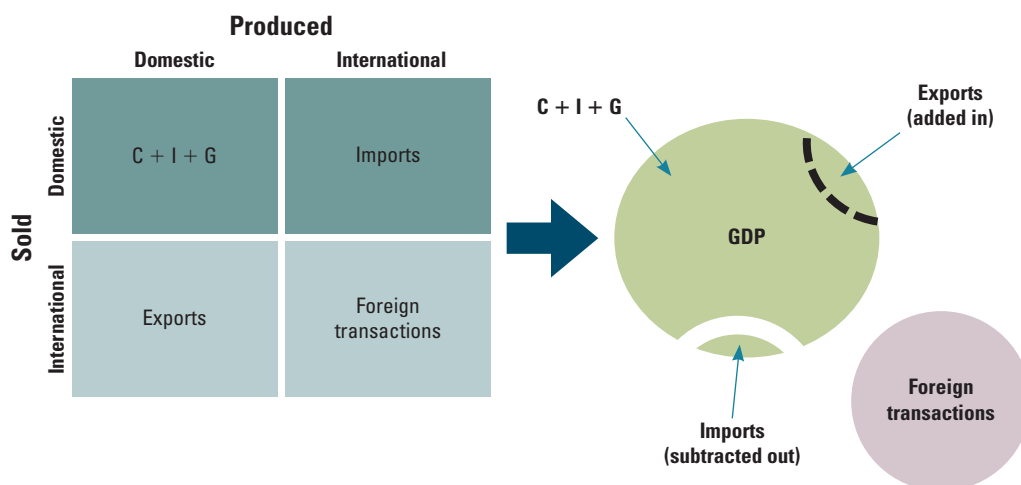 Produced
Domestic
International
Sold
Domestic
C + I + G
Imports
International
Exports
Foreign
transactions
C + I + G
Exports
(added in)
GDP
Imports
(subtracted out)
Foreign
transactions